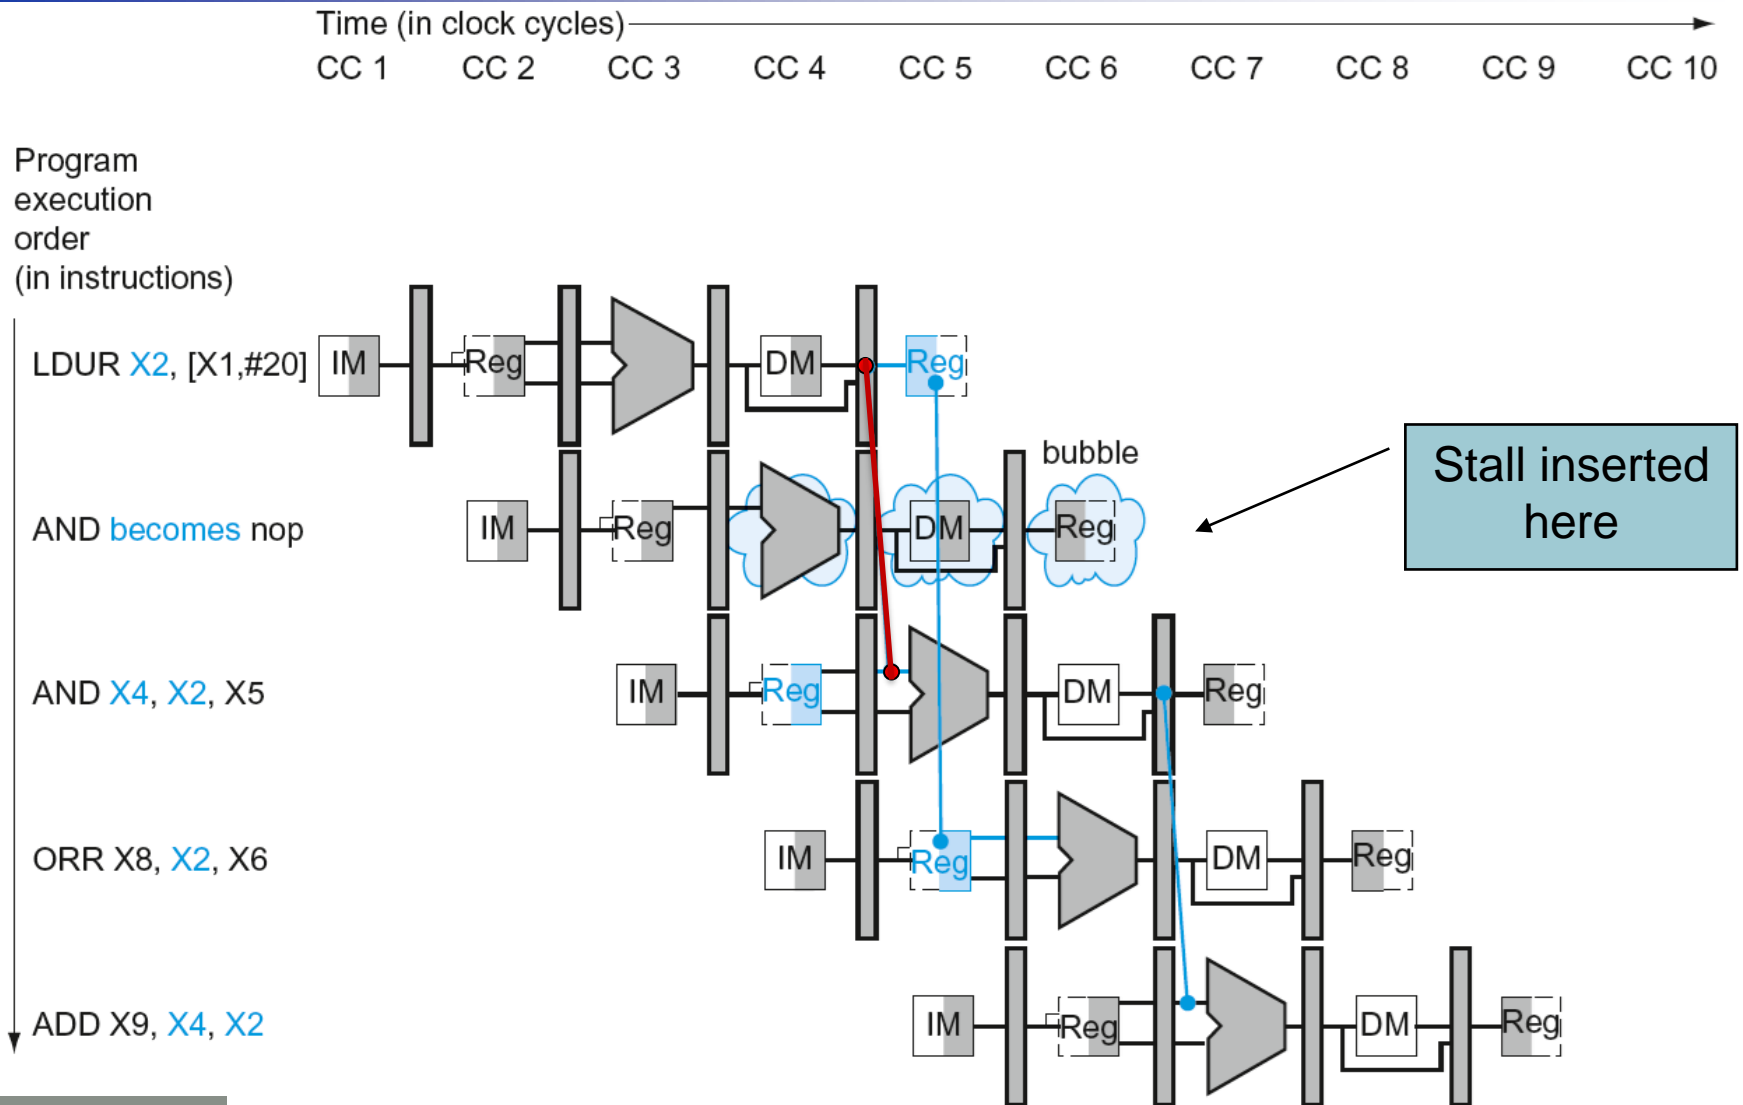 Time (in clock cycles)
CC 1 CC 2 CC 3 CC 4 CC 5 CC 6 CC 7 CC 8 CC 9 CC 10
Program
execution
order
(in instructions)
LDUR X2, [X1,#20] IM Reg DM Reg
bubble
Stall inserted
here
AND becomes nop IM Reg DM Reg
AND X4, X2, X5 IM Reg DM Reg
ORR X8, X2, X6 IM Reg DM Reg
ADD X9, X4, X2 IM Reg DM Reg